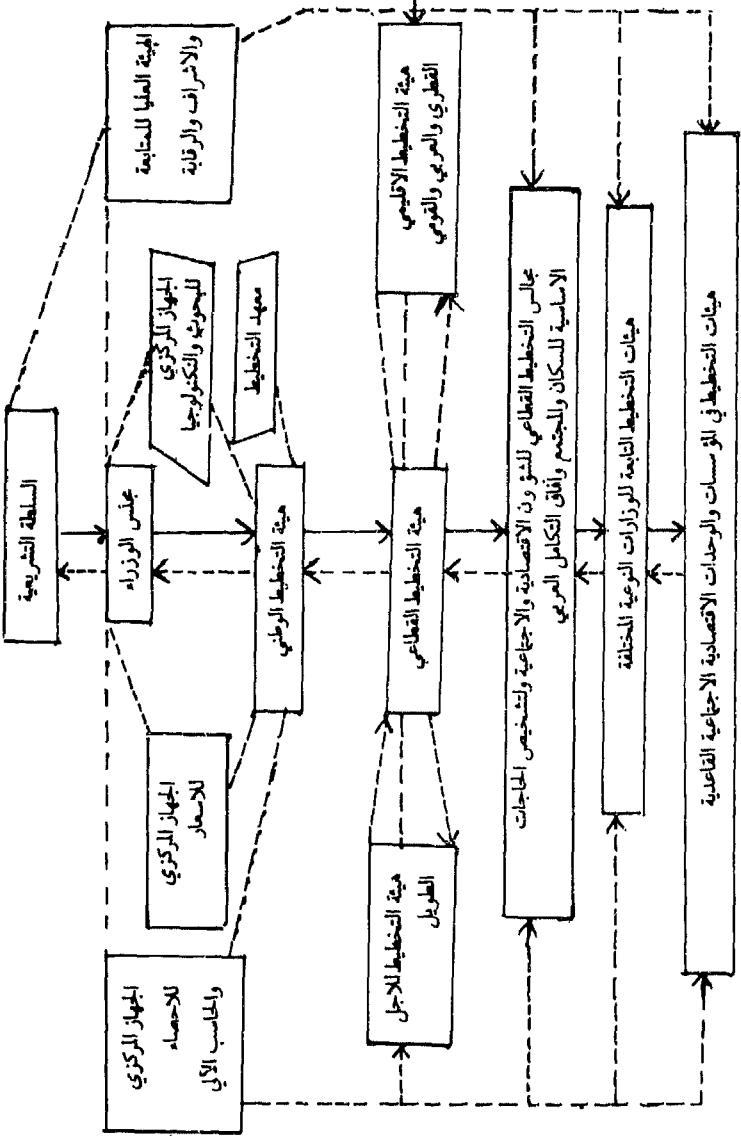 السلطة التشريعية
الهيئة العليا للمتابعة
والاشراف والرقابة
مجلس الوزراء
الجهاز المركزي
للاحصاء
والحاسب الآلي
الجهاز المركزي
للبحوث والتكنولوجيا
الجهاز المركزي
للاسعار
معهد التخطيط
هيئة التخطيط الوطني
هيئة التخطيط الاقليمي
القطري والعربي والقومي
هيئة التخطيط القطاعي
هيئة التخطيط للاجل
الطويل
مجالس التخطيط القطاعي للشؤون الاقتصادية والاجتماعية ولتشخيص الحاجات
الاساسية للسكان والمجتمع وآفاق التكامل العربي
هيئات التخطيط التابعة للوزارات النوعية المختلفة
هيئات التخطيط في المؤسسات والوحدات الاقتصادية الاجتماعية القاعدية